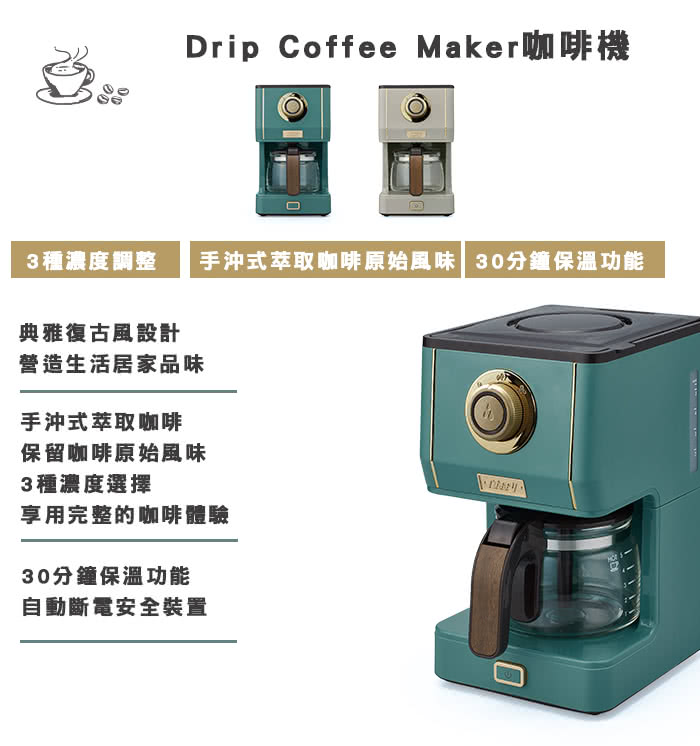 Drip Coffee Maker咖啡機
3種濃度調整
手沖式萃取咖啡原始風味
30分鐘保溫功能
典雅復古風設計
營造生活居家品味
手沖式萃取咖啡
保留咖啡原始風味
3種濃度選擇
享用完整的咖啡體驗
30分鐘保溫功能
自動斷電安全裝置